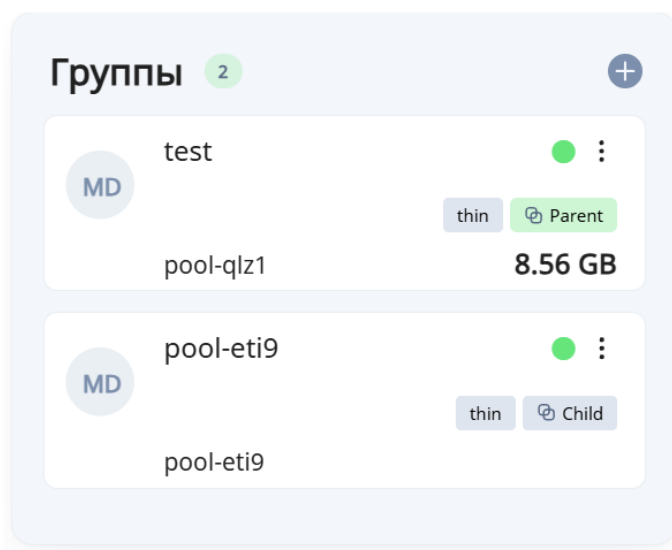 Группы 2
test
MD
thin Parent
pool-qlz1 8.56 GB
pool-eti9
MD
thin Child
pool-eti9